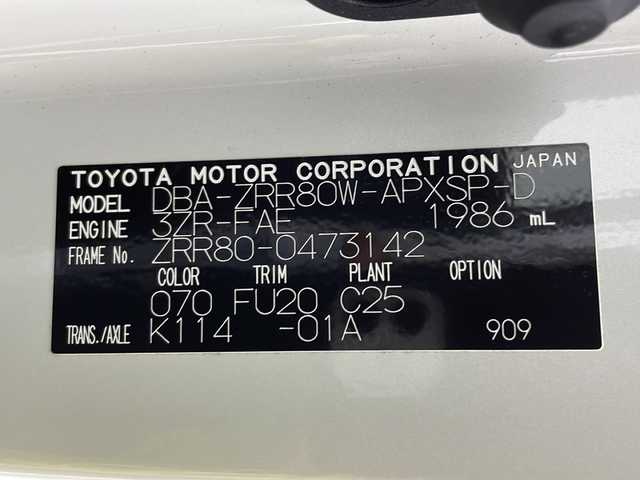 TOYOTA MOTOR CORPORATION JAPAN
MODEL DBA-ZRR80W-APXSP-D
ENGINE 3ZR-FAE 1986 mL
FRAME No. ZRR80-0473142
COLOR TRIM PLANT OPTION
070 FU20 C25
TRANS./AXLE K114 -01A 909